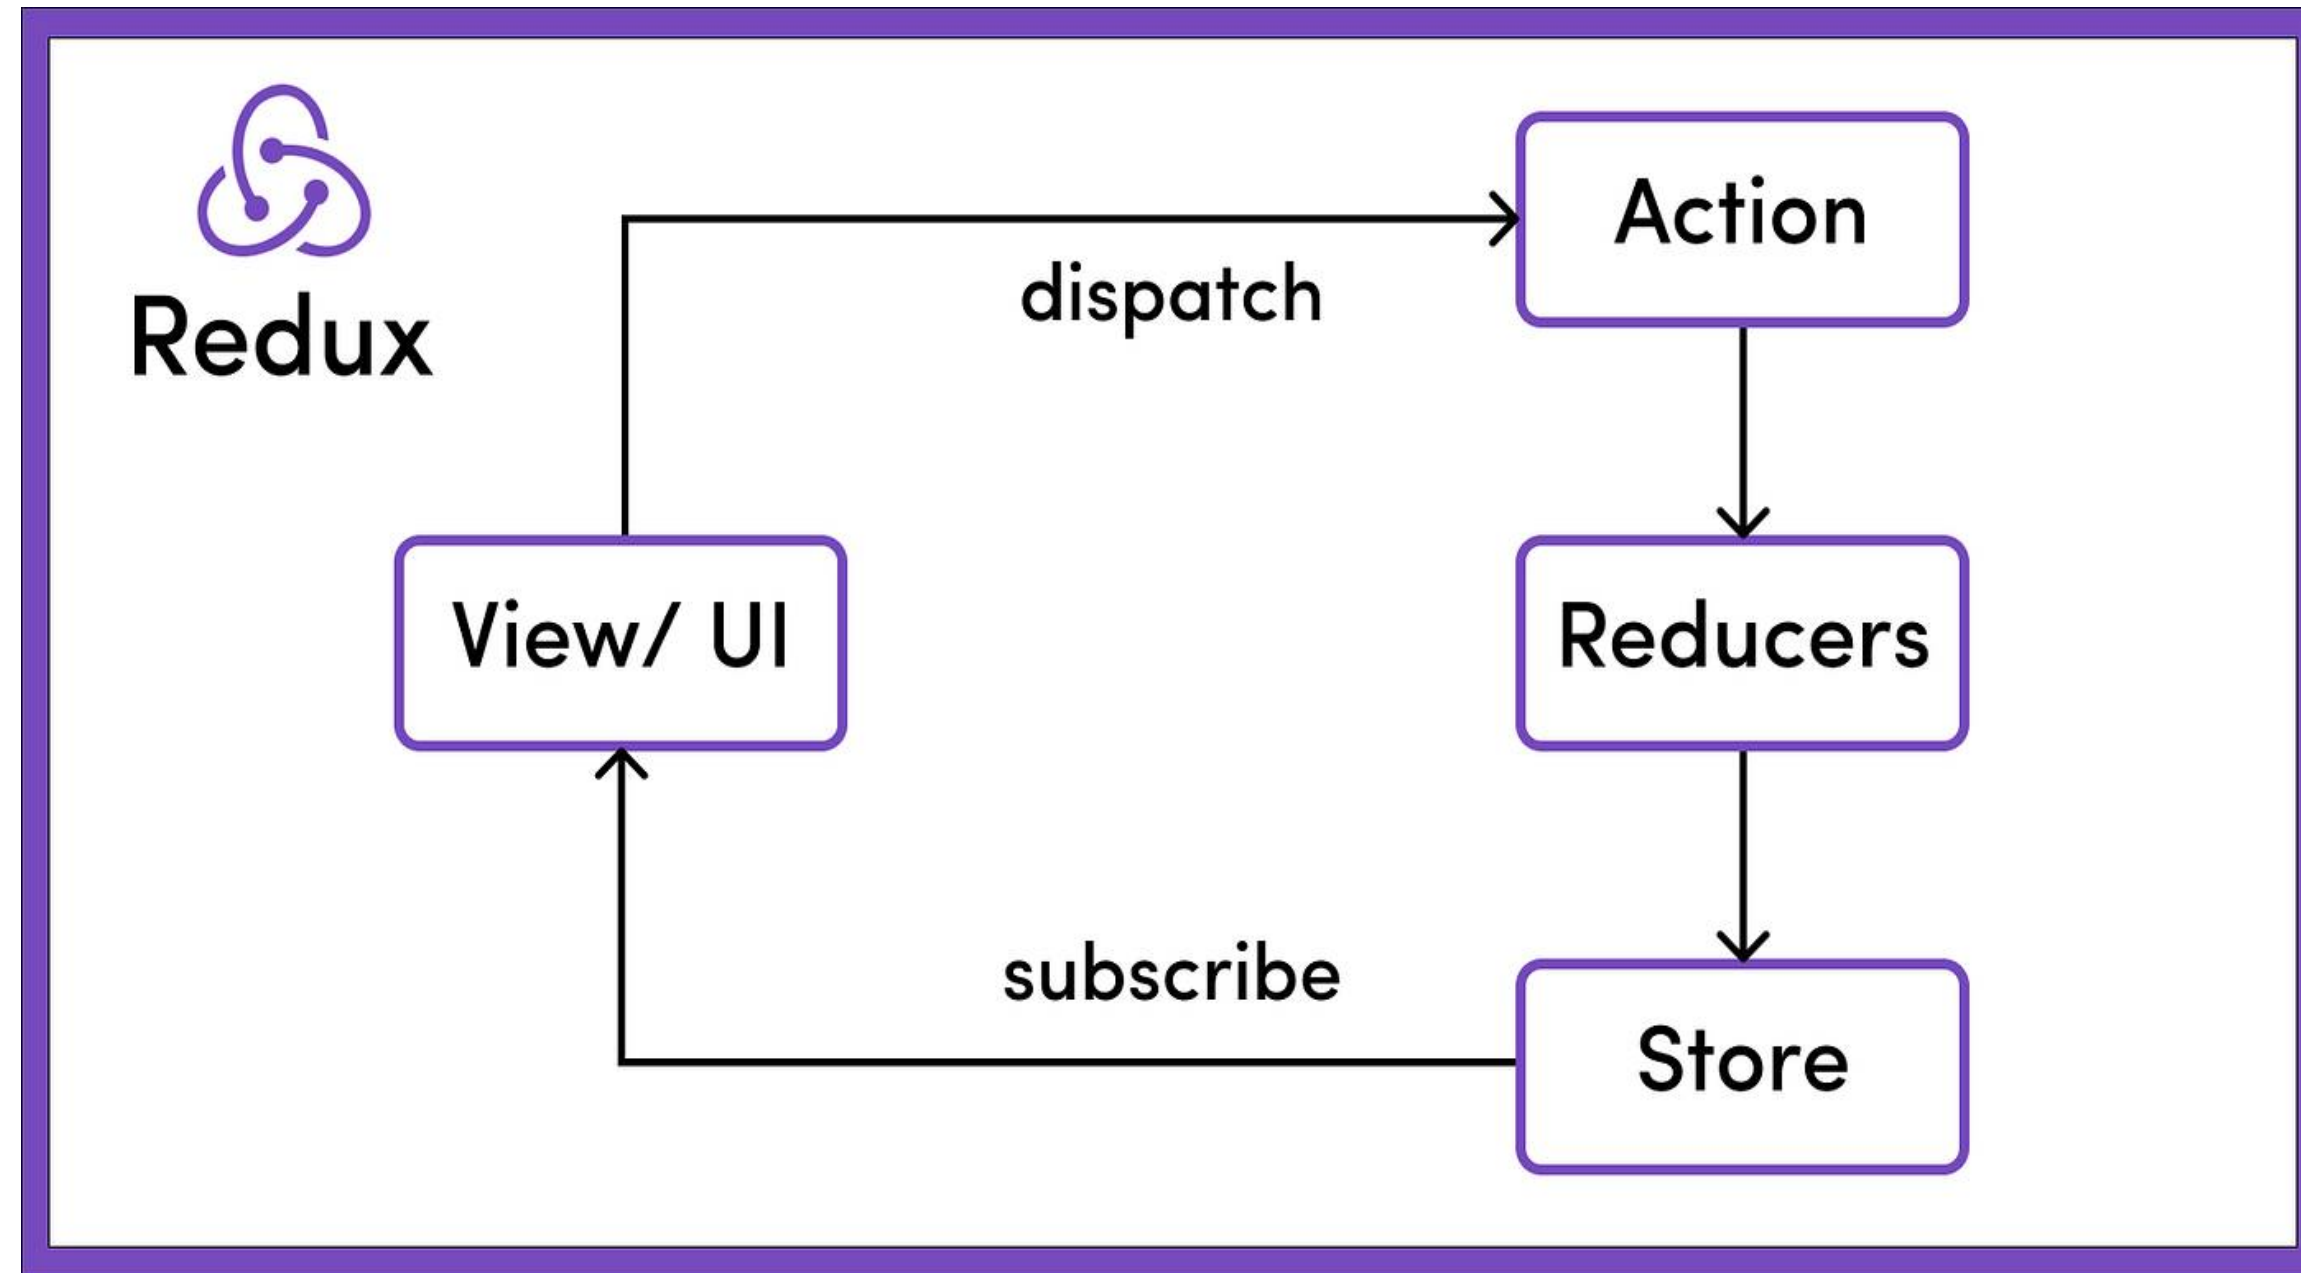 Redux
Action
dispatch
View/ UI
Reducers
subscribe
Store